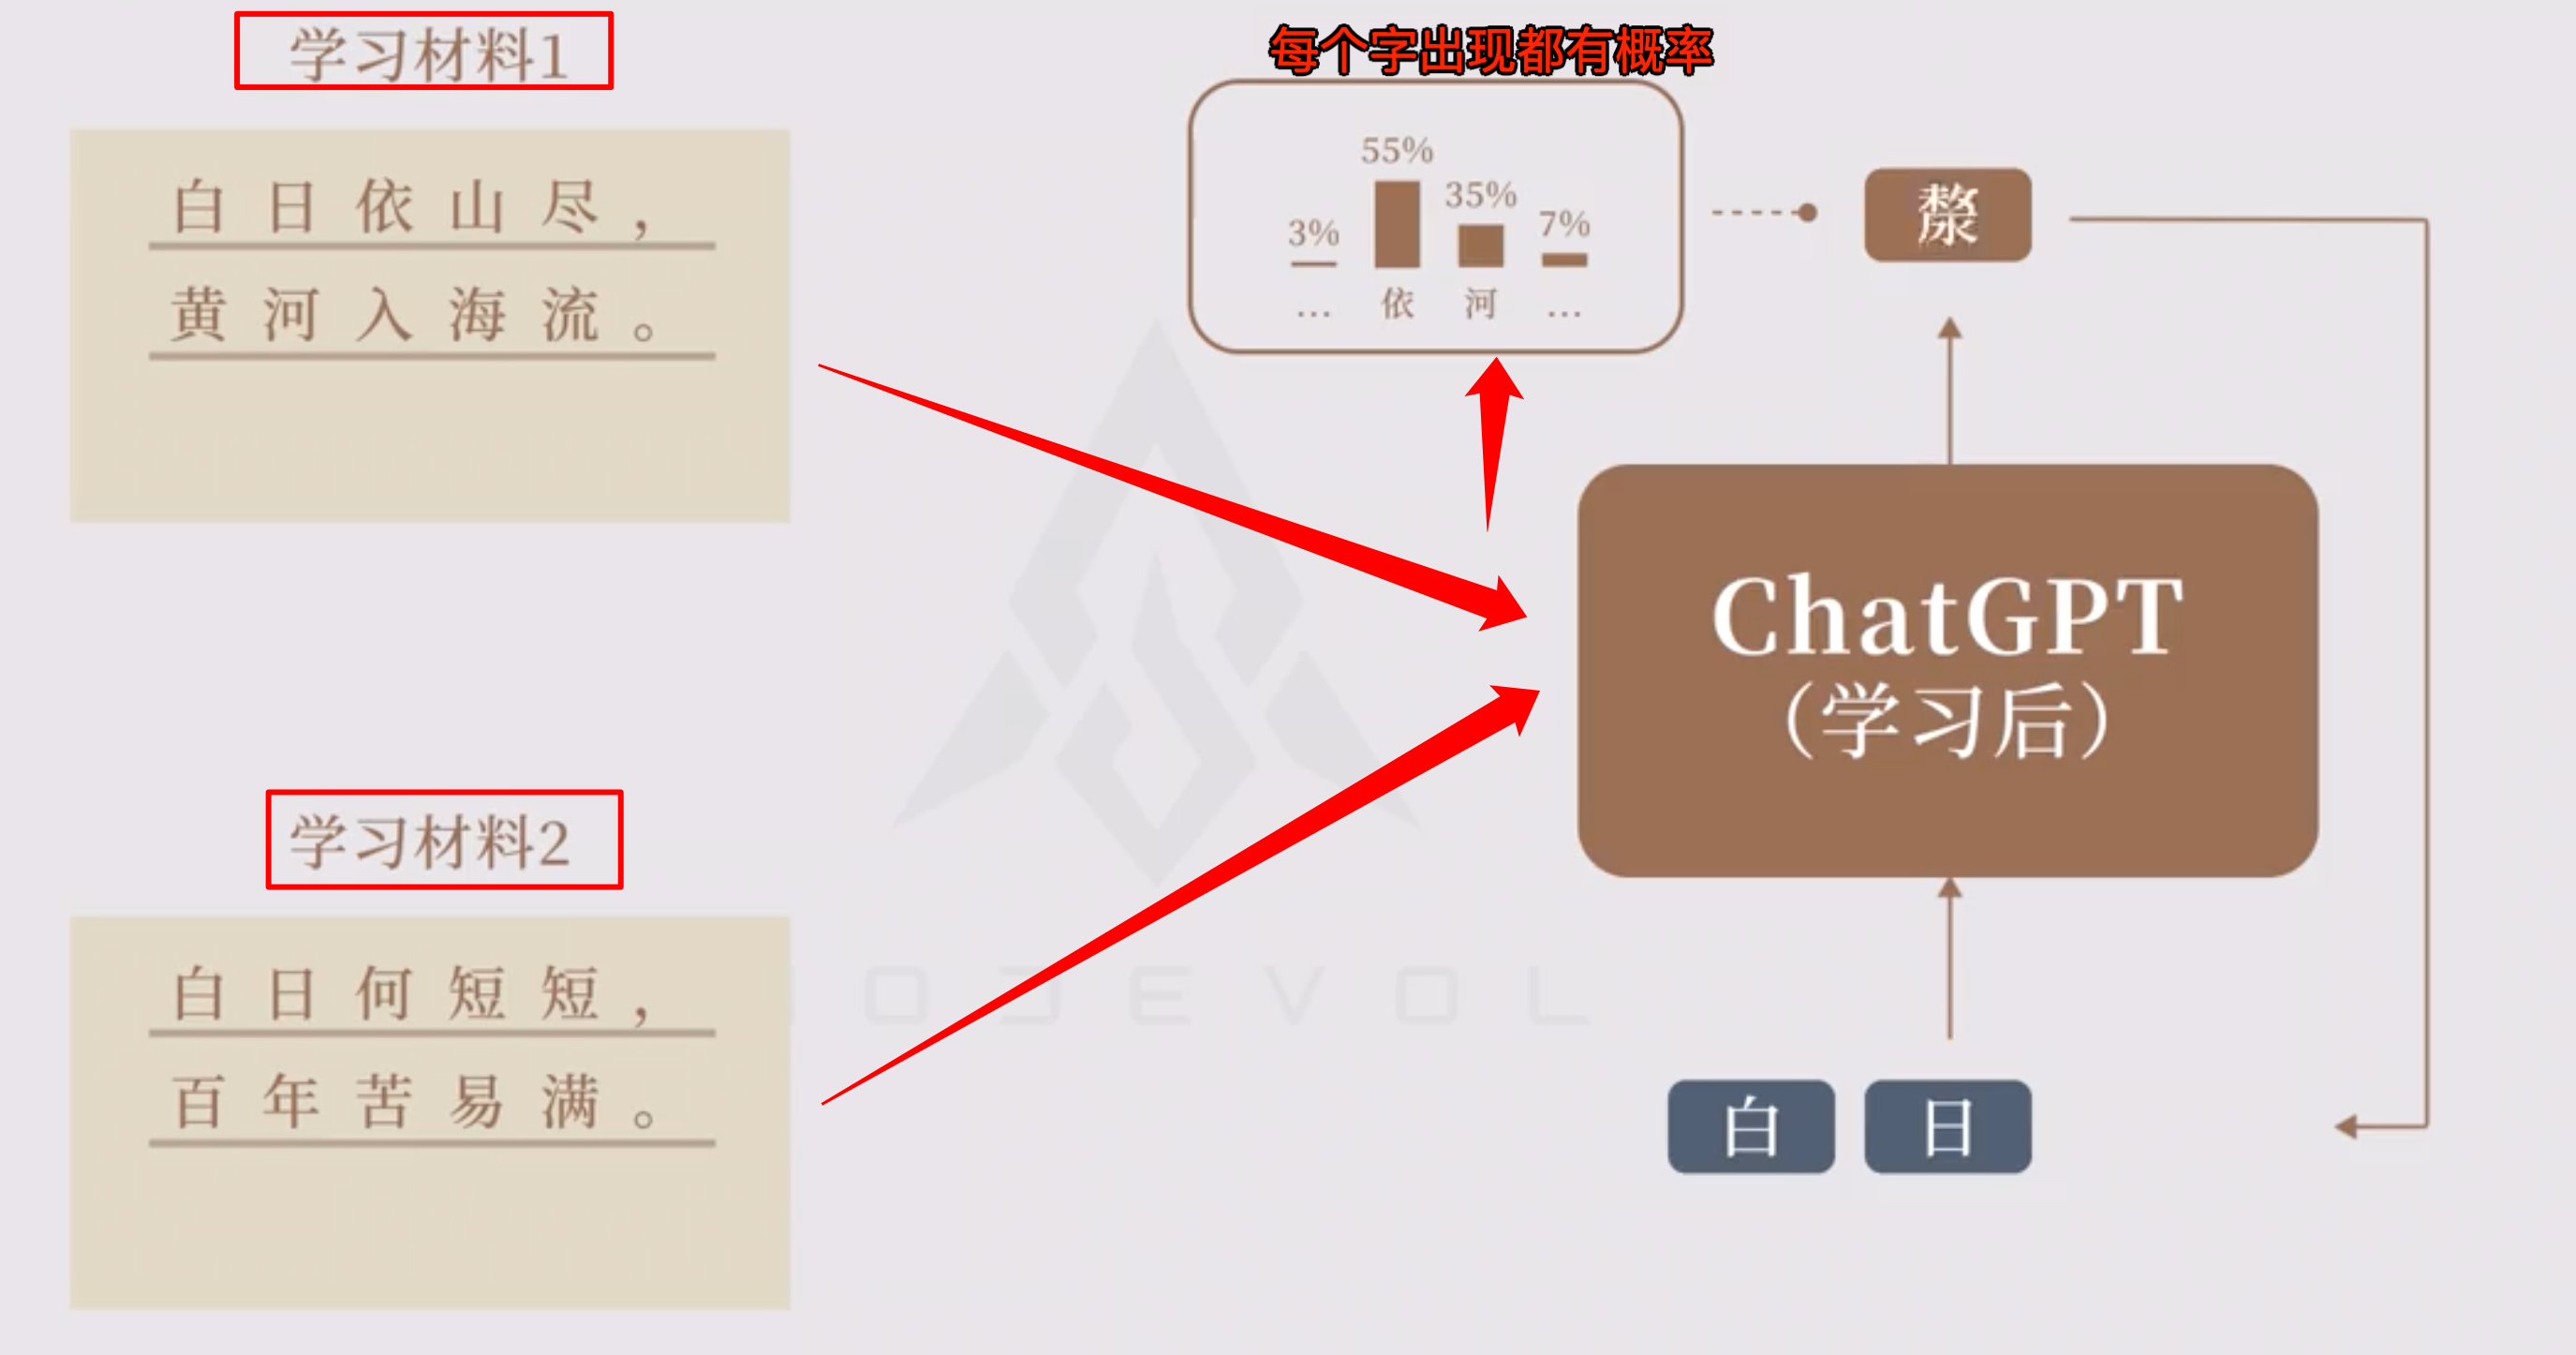 学习材料1
白日依山尽，
黄河入海流。
学习材料2
白日何短短，
百年苦易满。
每个字出现都有概率
3% 55% 35% 7%
... 依 河 ...
ChatGPT
（学习后）
白 日